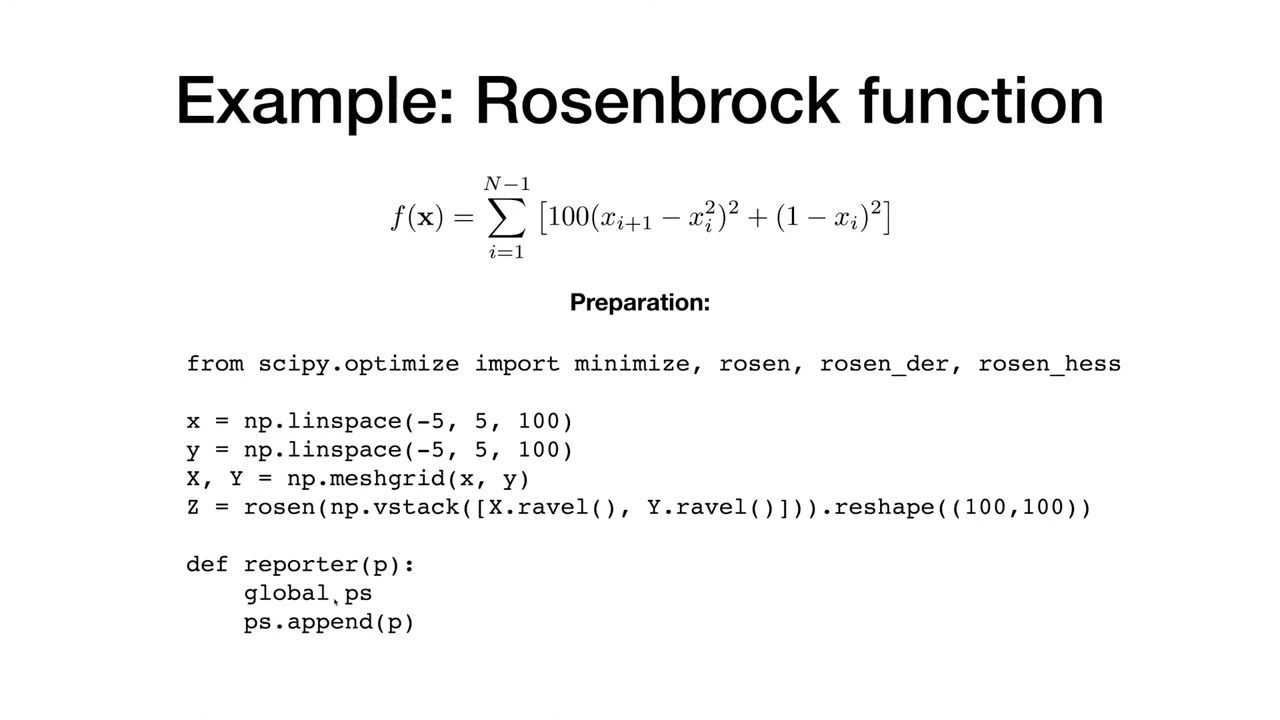 Example: Rosenbrock function
f(x) = \sum_{i=1}^{N-1} [100(x_{i+1} - x_i^2)^2 + (1 - x_i)^2]
Preparation:
from scipy.optimize import minimize, rosen, rosen_der, rosen_hess
x = np.linspace(-5, 5, 100)
y = np.linspace(-5, 5, 100)
X, Y = np.meshgrid(x, y)
Z = rosen(np.vstack([X.ravel(), Y.ravel()])).reshape((100,100))
def reporter(p):
    global ps
    ps.append(p)